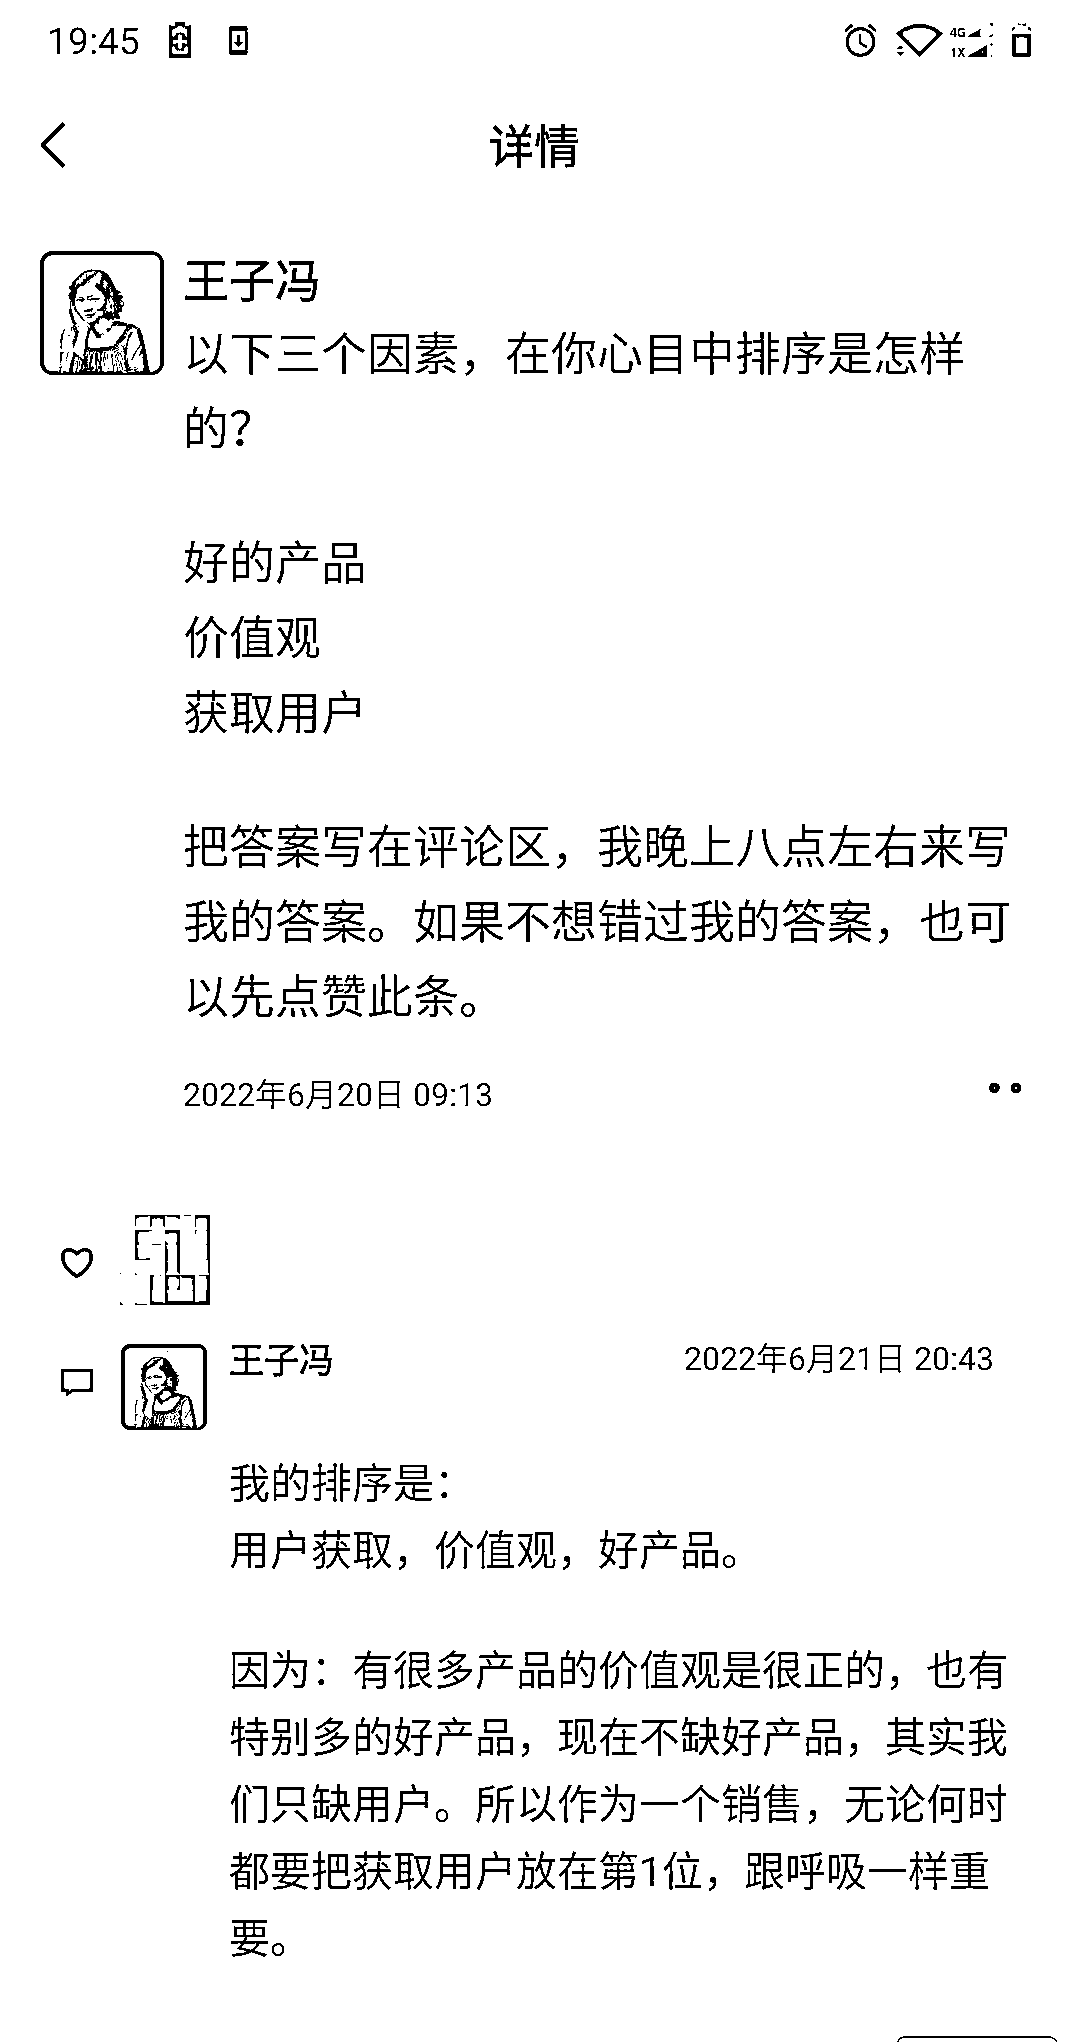 19:45
4G
1X
详情
王子冯
以下三个因素，在你心目中排序是怎样
的？
好的产品
价值观
获取用户
把答案写在评论区，我晚上八点左右来写
我的答案。如果不想错过我的答案，也可
以先点赞此条。
2022年6月20日 09:13
王子冯
2022年6月21日 20:43
我的排序是：
用户获取，价值观，好产品。
因为：有很多产品的价值观是很正的，也有
特别多的好产品，现在不缺好产品，其实我
们只缺用户。所以作为一个销售，无论何时
都要把获取用户放在第1位，跟呼吸一样重
要。